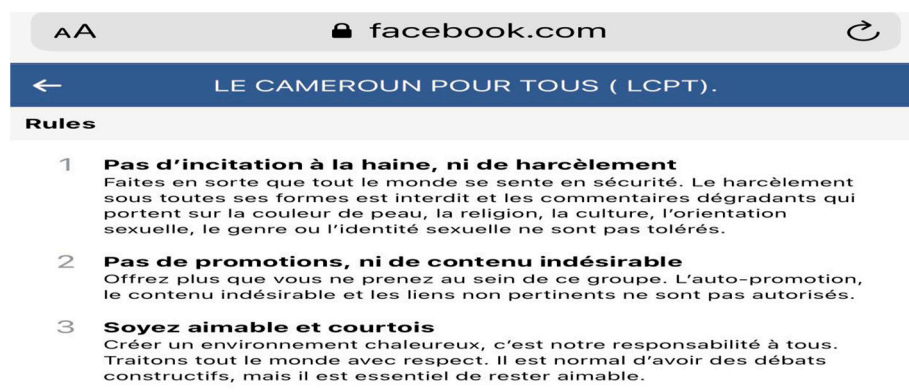 AA facebook.com
LE CAMEROUN POUR TOUS ( LCPT).
Rules
1 Pas d'incitation à la haine, ni de harcèlement
Faites en sorte que tout le monde se sente en sécurité. Le harcèlement
sous toutes ses formes est interdit et les commentaires dégradants qui
portent sur la couleur de peau, la religion, la culture, l'orientation
sexuelle, le genre ou l'identité sexuelle ne sont pas tolérés.
2 Pas de promotions, ni de contenu indésirable
Offrez plus que vous ne prenez au sein de ce groupe. L'auto-promotion,
le contenu indésirable et les liens non pertinents ne sont pas autorisés.
3 Soyez aimable et courtois
Créer un environnement chaleureux, c'est notre responsabilité à tous.
Traitons tout le monde avec respect. Il est normal d'avoir des débats
constructifs, mais il est essentiel de rester aimable.